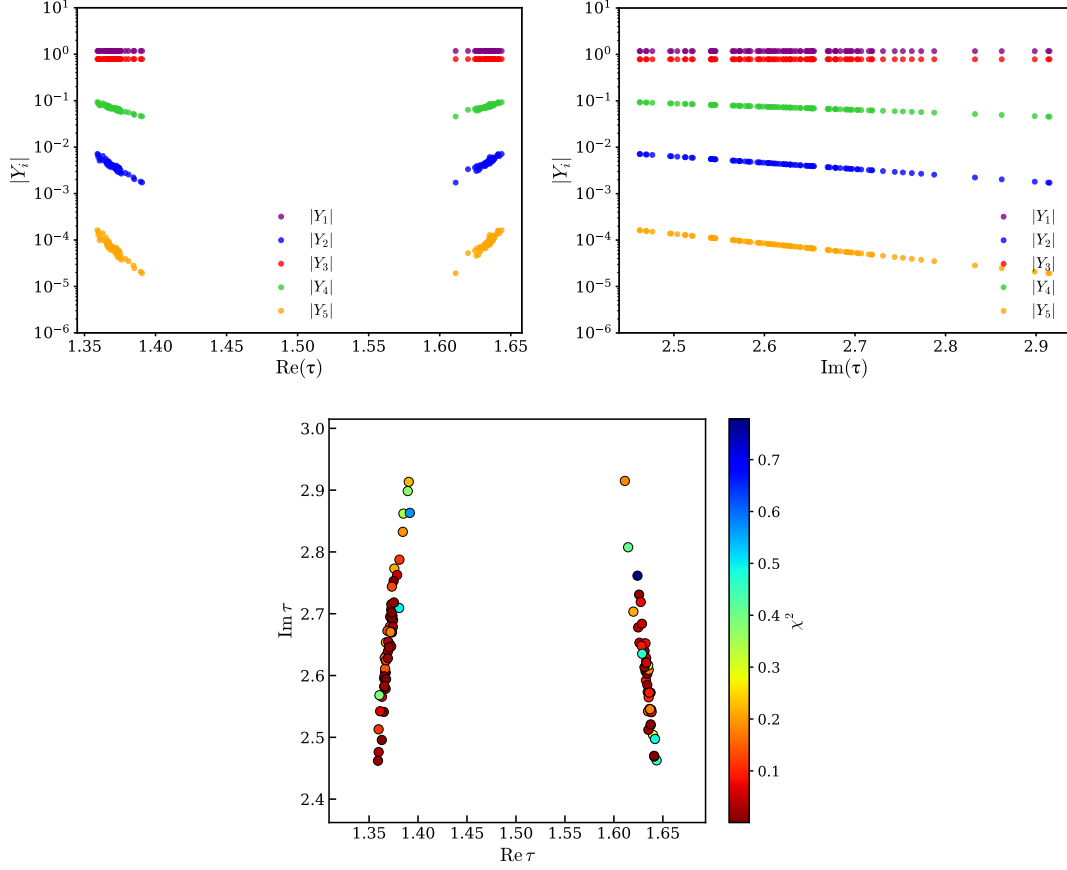 10^1
10^0
10^{-1}
10^{-2}
10^{-3}
10^{-4}
10^{-5}
10^{-6}
|Y_i|
|Y_1|
|Y_2|
|Y_3|
|Y_4|
|Y_5|
1.35 1.40 1.45 1.50 1.55 1.60 1.65
Re(τ)
10^1
10^0
10^{-1}
10^{-2}
10^{-3}
10^{-4}
10^{-5}
10^{-6}
|Y_i|
|Y_1|
|Y_2|
|Y_3|
|Y_4|
|Y_5|
2.5 2.6 2.7 2.8 2.9
Im(τ)
3.0
2.9
2.8
2.7
2.6
2.5
2.4
Im τ
1.35 1.40 1.45 1.50 1.55 1.60 1.65
Re τ
0.7
0.6
0.5
0.4
0.3
0.2
0.1
χ^2